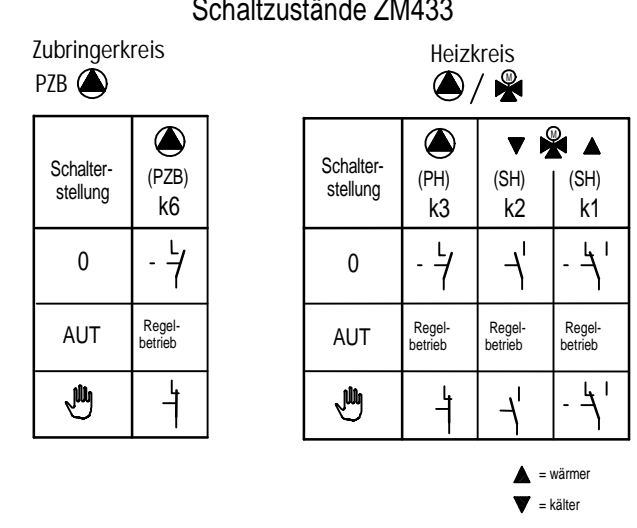 Schaltzustände ZM433
Zubringerkreis
PZB
Schalter-
stellung
(PZB)
k6
0
AUT
Regel-
betrieb
Heizkreis
/
M
Schalter-
stellung
(PH)
k3
M
(SH)
k2
(SH)
k1
0
AUT
Regel-
betrieb
Regel-
betrieb
Regel-
betrieb
= wärmer
= kälter